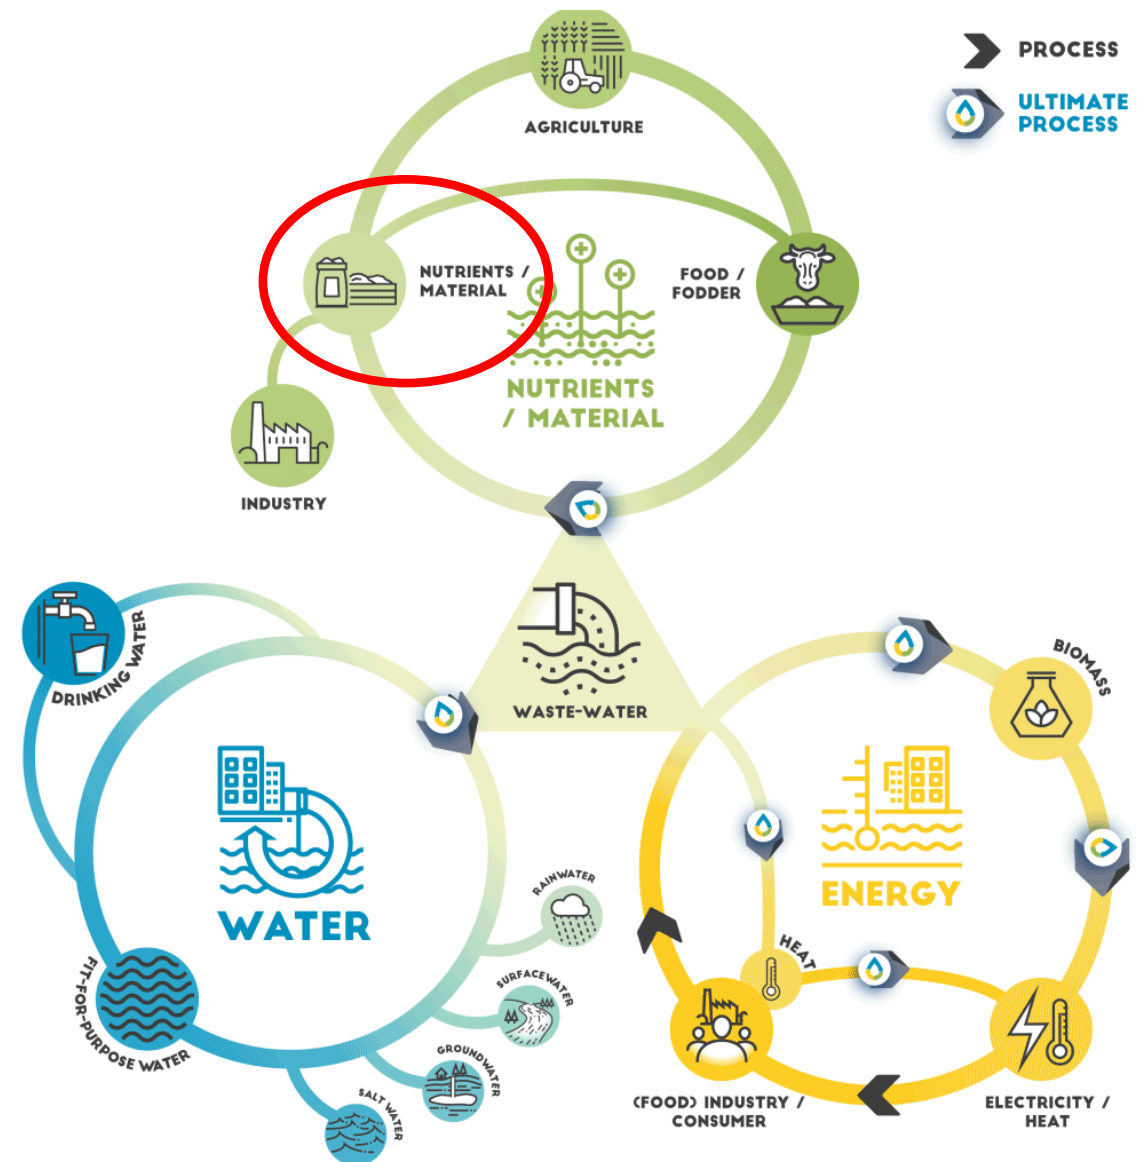 PROCESS
ULTIMATE
PROCESS
AGRICULTURE
NUTRIENTS /
MATERIAL
FOOD /
FODDER
NUTRIENTS
/ MATERIAL
INDUSTRY
WASTE-WATER
DRINKING WATER
WATER
FIT-FOR-PURPOSE WATER
RAINWATER
SURFACEWATER
GROUNDWATER
SALT WATER
BIOMASS
ENERGY
HEAT
(FOOD) INDUSTRY /
CONSUMER
ELECTRICITY /
HEAT